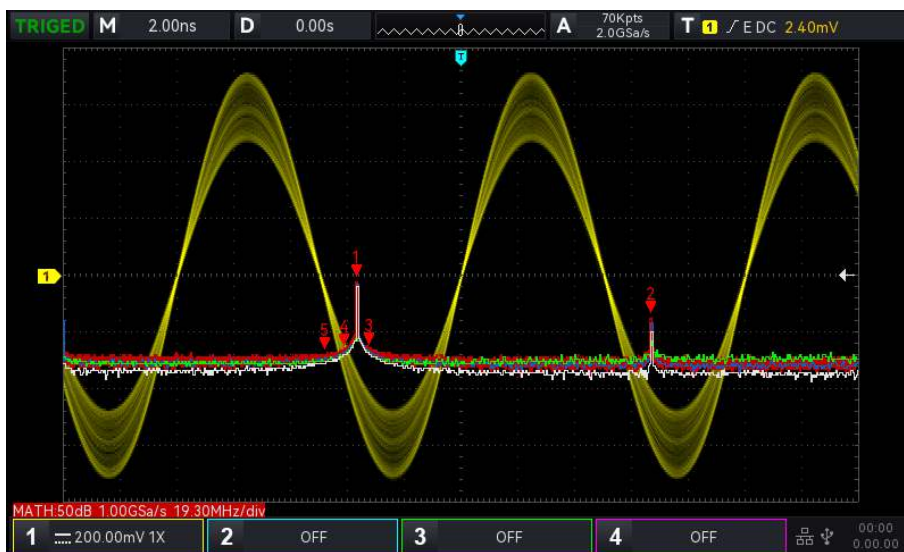 TRIGED M 2.00ns D 0.00s A 70Kpts 2.0GSa/s T 1 E DC 2.40mV
T
1
1
2
5 4 3
MATH:50dB 1.00GSa/s 19.30MHz/div
1 200.00mV 1X 2 OFF 3 OFF 4 OFF 00:00
0.00.00